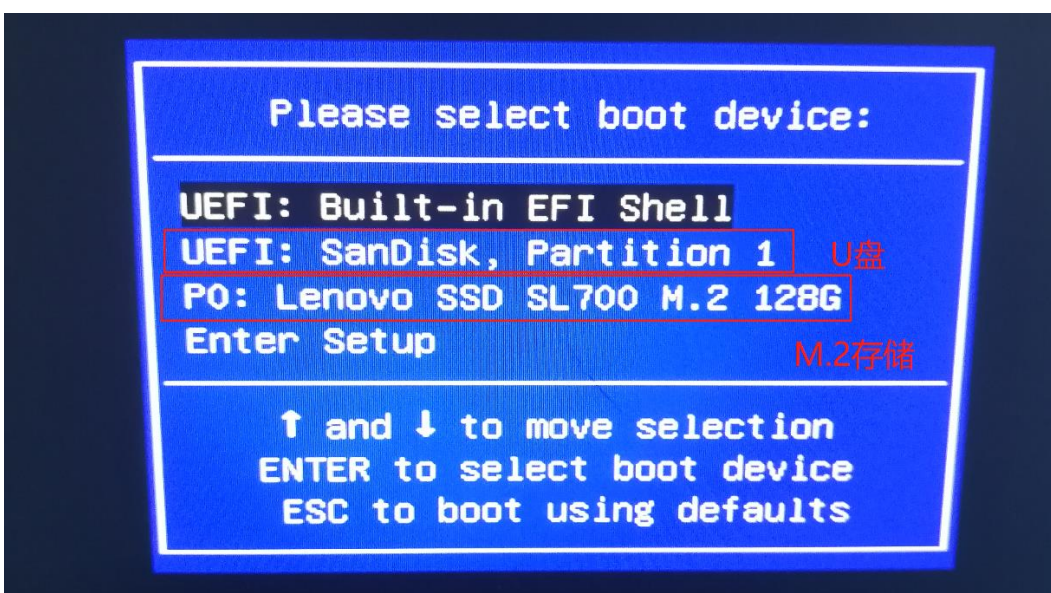 Please select boot device:
UEFI: Built-in EFI Shell
UEFI: SanDisk, Partition 1
U盘
P0: Lenovo SSD SL700 M.2 128G
Enter Setup
M.2存储
↑ and ↓ to move selection
ENTER to select boot device
ESC to boot using defaults